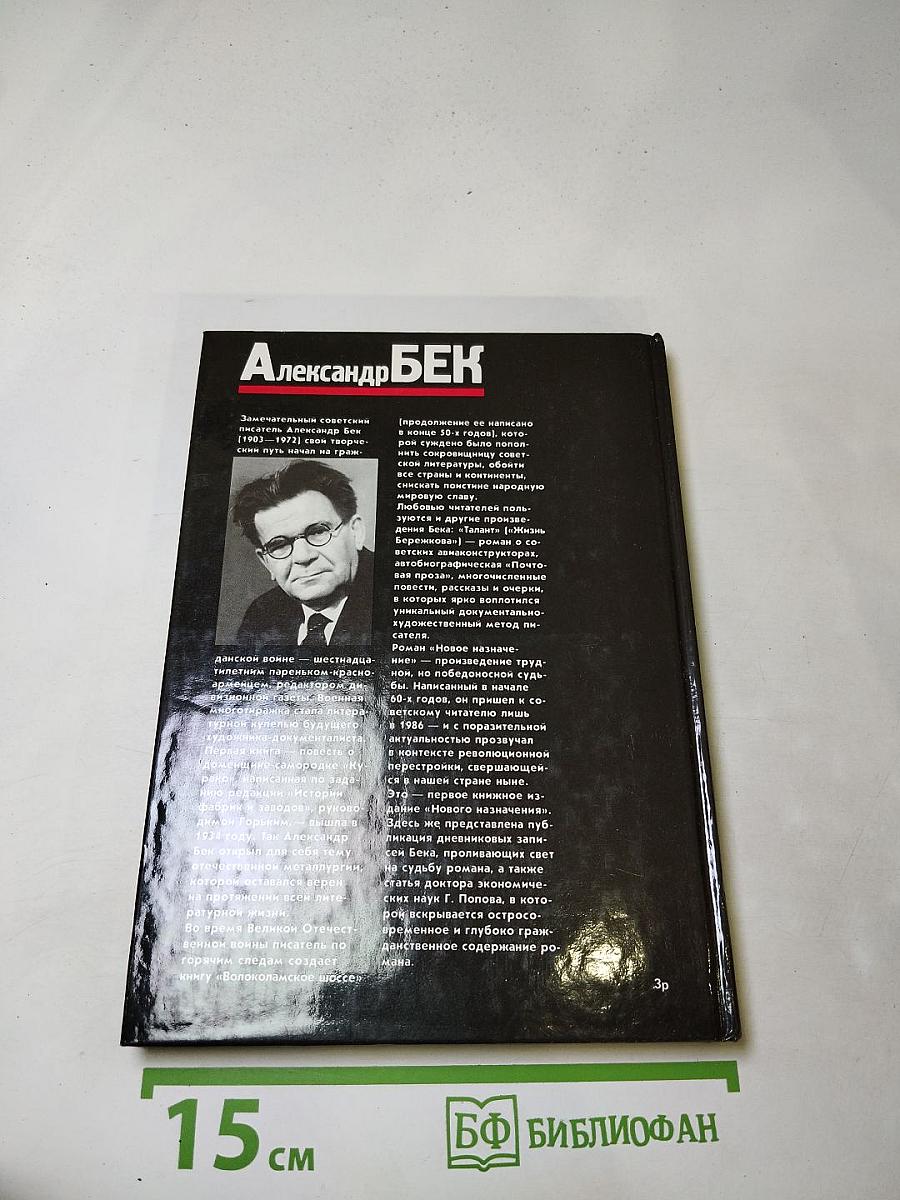 Александр БЕК
Замечательный советский
писатель Александр Бек
(1903—1972) свой творче-
ский путь начал на граж-
данской войне — шестнадца-
тилетним пареньком-красно-
армейцем, редактором ди-
визионной газеты. Военная
многотиражка стала литера-
турной купелью будущего
художника-документалиста.
Первая книга — повесть о
доменщике-самородке «Ку-
рако», написанная по зада-
нию редакции «Истории
фабрик и заводов», руково-
димой Горьким, — вышла в
1934 году. Так Александр
Бек открыл для себя тему
отечественной металлургии,
которой оставался верен
на протяжении всей лите-
ратурной жизни.
Во время Великой Отечест-
венной войны писатель по
горячим следам создает
книгу «Волоколамское шоссе»
(продолжение ее написано
в конце 50-х годов), кото-
рой суждено было попол-
нить сокровищницу совет-
ской литературы, обойти
все страны и континенты,
снискать поистине народную
мировую славу.
Любовью читателей поль-
зуются и другие произве-
дения Бека: «Талант» («Жизнь
Бережкова») — роман о со-
ветских авиаконструкторах,
автобиографическая «Почто-
вая проза», многочисленные
повести, рассказы и очерки,
в которых ярко воплотился
уникальный документально-
художественный метод пи-
сателя.
Роман «Новое назначе-
ние» — произведение труд-
ной, но победоносной судь-
бы. Написанный в начале
60-х годов, он пришел к со-
ветскому читателю лишь
в 1986 — и с поразительной
актуальностью прозвучал
в контексте революционной
перестройки, свершающей-
ся в нашей стране ныне.
Это — первое книжное из-
дание «Нового назначения».
Здесь же представлена пуб-
ликация дневниковых запи-
сей Бека, проливающих свет
на судьбу романа, а также
статья доктора экономиче-
ских наук Г. Попова, в кото-
рой вскрывается остросо-
временное и глубоко граж-
данственное содержание ро-
мана.
3р
15 см
БФ БИБЛИОФАН